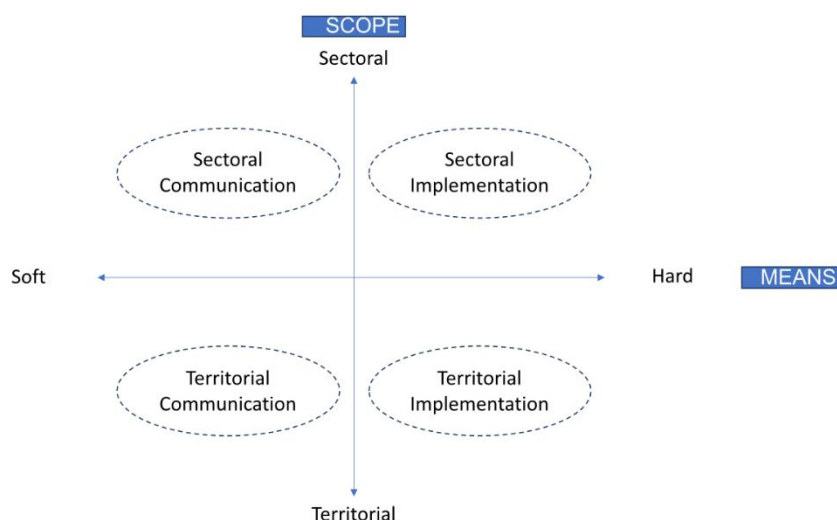 SCOPE
Sectoral
Sectoral
Communication
Sectoral
Implementation
Soft
Hard
MEANS
Territorial
Communication
Territorial
Implementation
Territorial